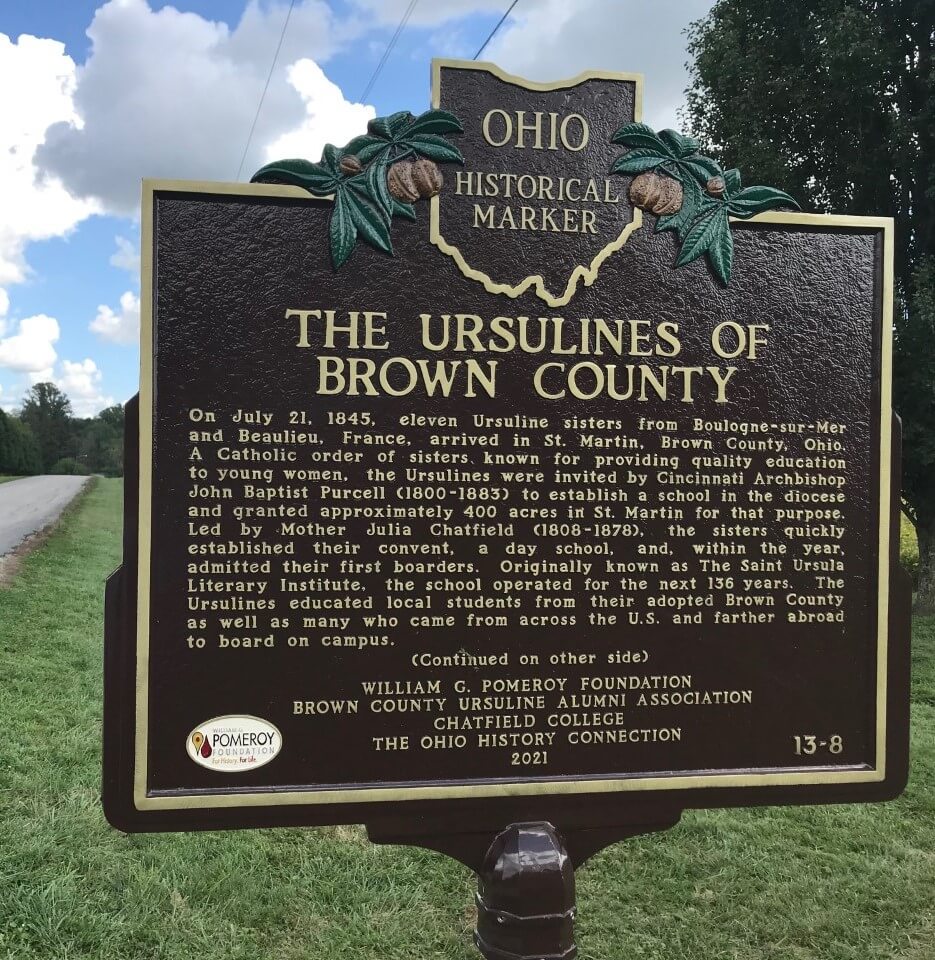 OHIO
HISTORICAL
MARKER
THE URSULINES OF
BROWN COUNTY
On July 21, 1845, eleven Ursuline sisters from Boulogne-sur-Mer
and Beaulieu, France, arrived in St. Martin, Brown County, Ohio.
A Catholic order of sisters known for providing quality education
to young women, the Ursulines were invited by Cincinnati Archbishop
John Baptist Purcell (1800-1883) to establish a school in the diocese
and granted approximately 400 acres in St. Martin for that purpose.
Led by Mother Julia Chatfield (1808-1878), the sisters quickly
established their convent, a day school, and, within the year,
admitted their first boarders. Originally known as The Saint Ursula
Literary Institute, the school operated for the next 136 years. The
Ursulines educated local students from their adopted Brown County
as well as many who came from across the U.S. and farther abroad
to board on campus.
(Continued on other side)
WILLIAM G. POMEROY FOUNDATION
BROWN COUNTY URSULINE ALUMNI ASSOCIATION
CHATFIELD COLLEGE
THE OHIO HISTORY CONNECTION
2021
13-8
WILLIAM G.
POMEROY
FOUNDATION
For History. For Life.